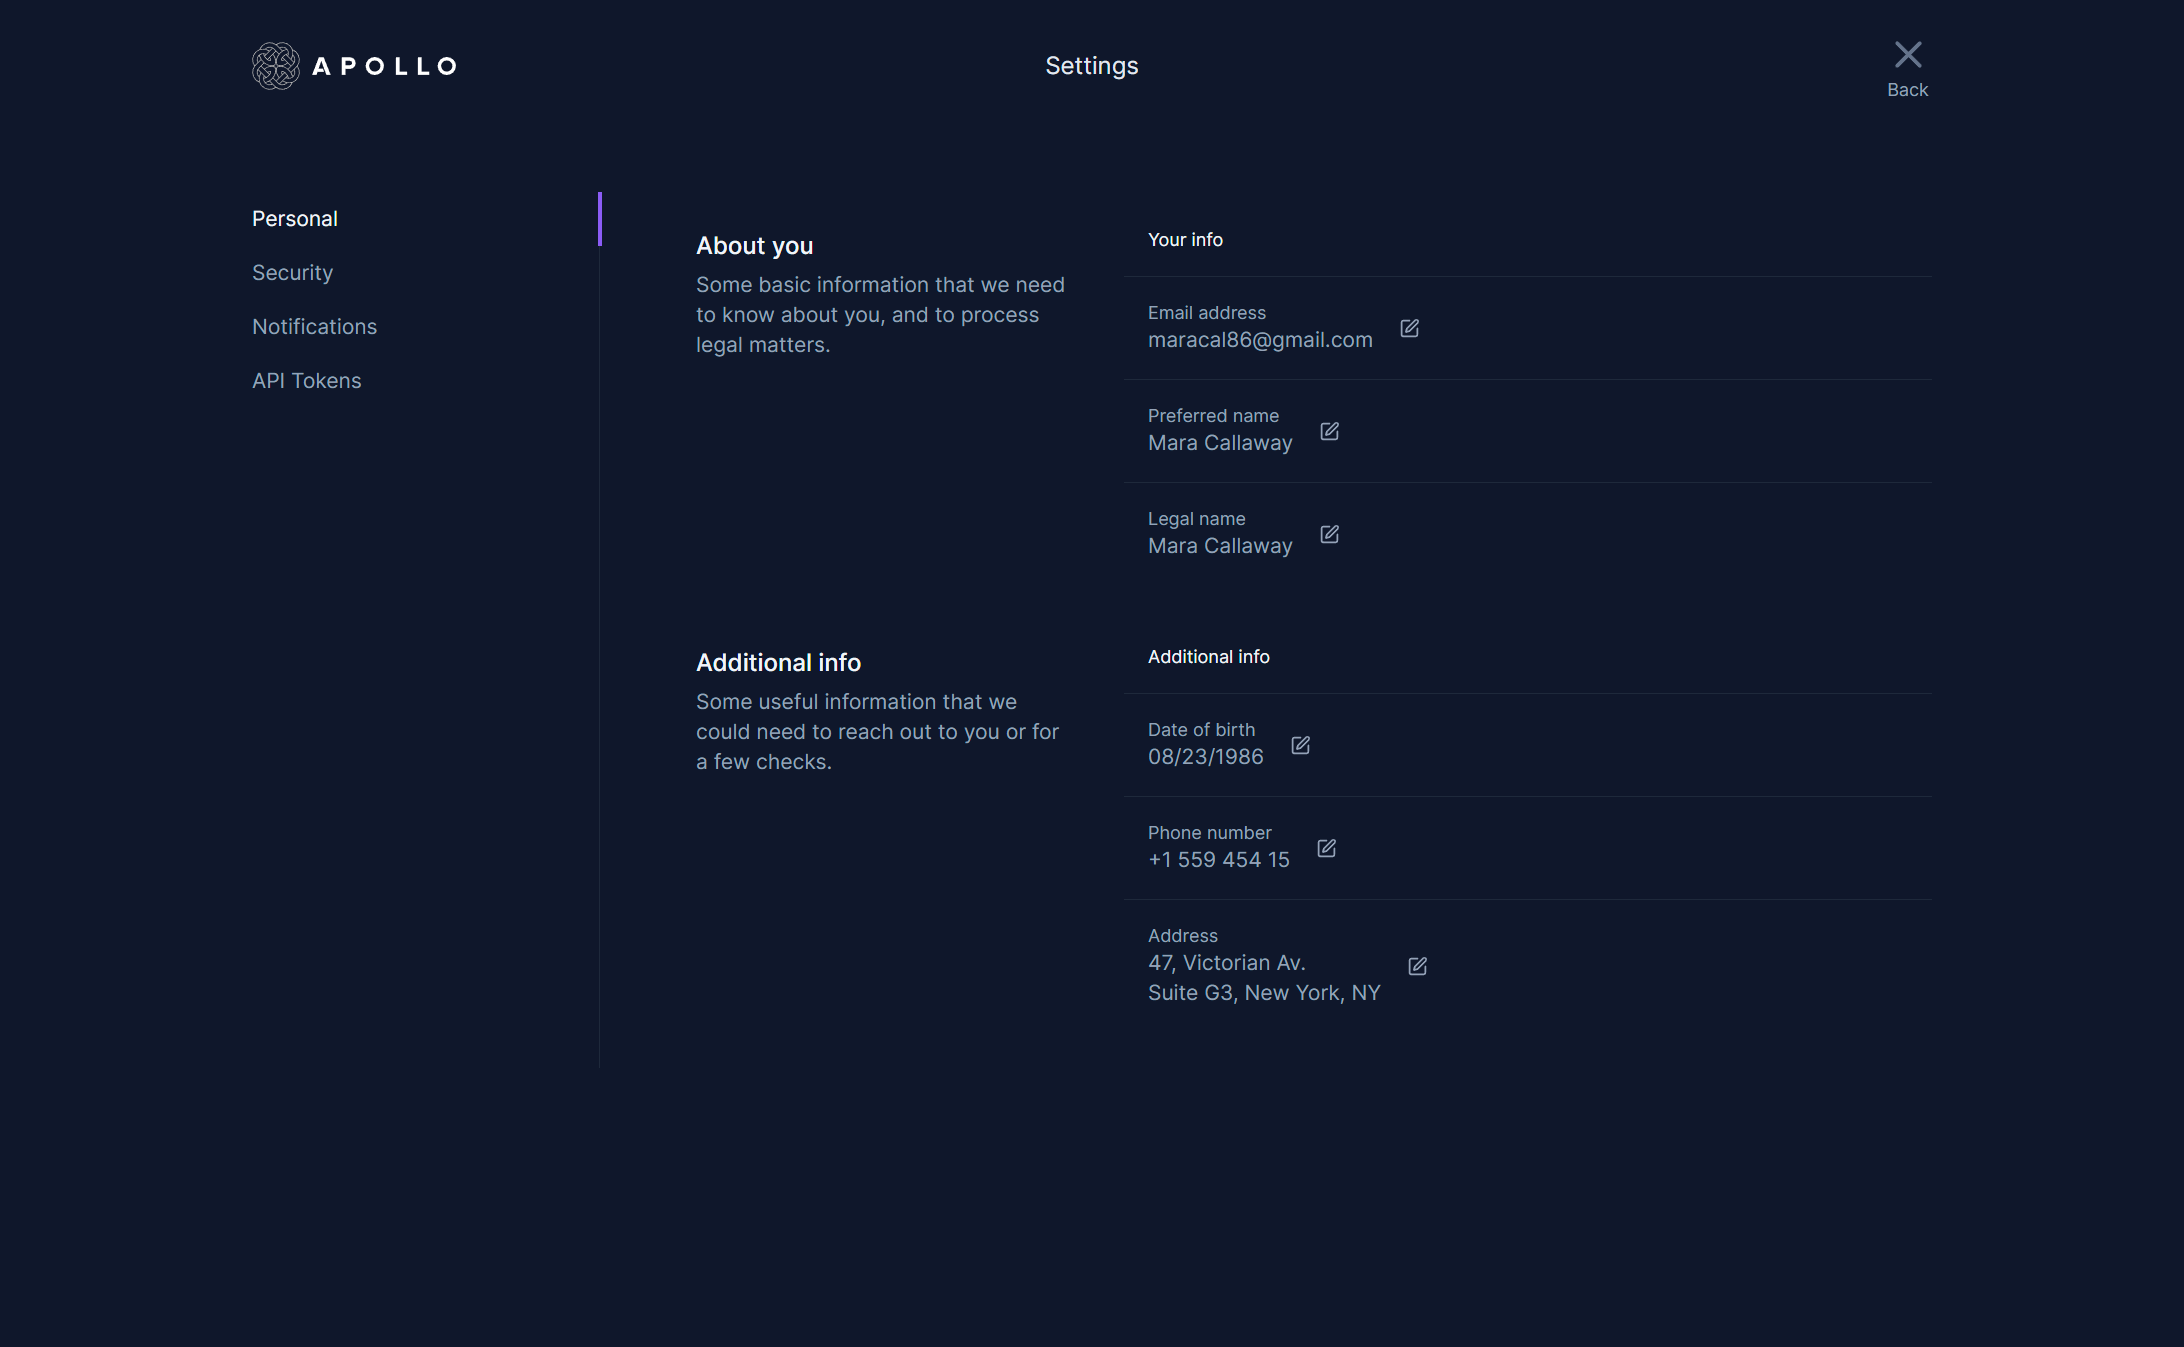 APOLLO
Settings
Back
Personal
Security
Notifications
API Tokens
About you
Some basic information that we need
to know about you, and to process
legal matters.
Your info
Email address
maracal86@gmail.com
Preferred name
Mara Callaway
Legal name
Mara Callaway
Additional info
Some useful information that we
could need to reach out to you or for
a few checks.
Additional info
Date of birth
08/23/1986
Phone number
+1 559 454 15
Address
47, Victorian Av.
Suite G3, New York, NY